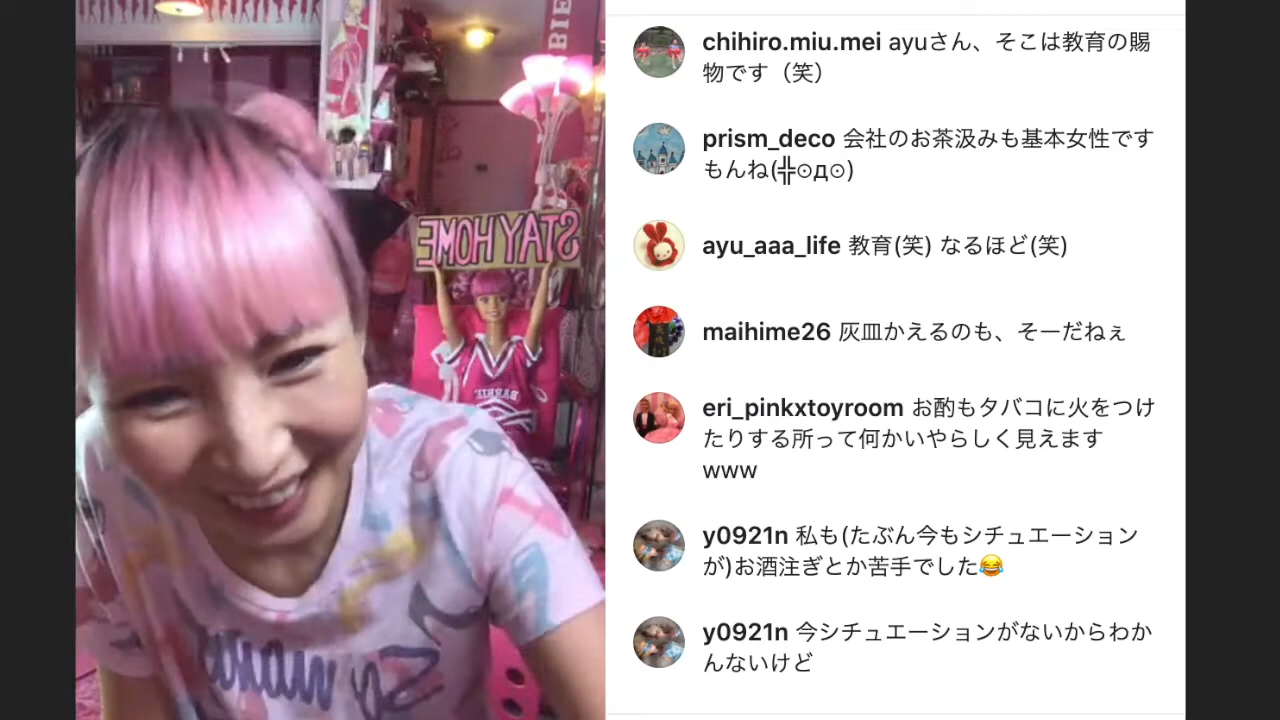 BIE
STAY HOME
BARBIE
chihiro.miu.mei ayuさん、そこは教育の賜
物です（笑）
prism_deco 会社のお茶汲みも基本女性です
もんね(╬⊙д⊙)
ayu_aaa_life 教育(笑) なるほど(笑)
maihime26 灰皿かえるのも、そーだねぇ
eri_pinkxtoyroom お酌もタバコに火をつけ
たりする所って何かいやらしく見えます
www
y0921n 私も(たぶん今もシチュエーション
が)お酒注ぎとか苦手でした😂
y0921n 今シチュエーションがないからわか
んないけど